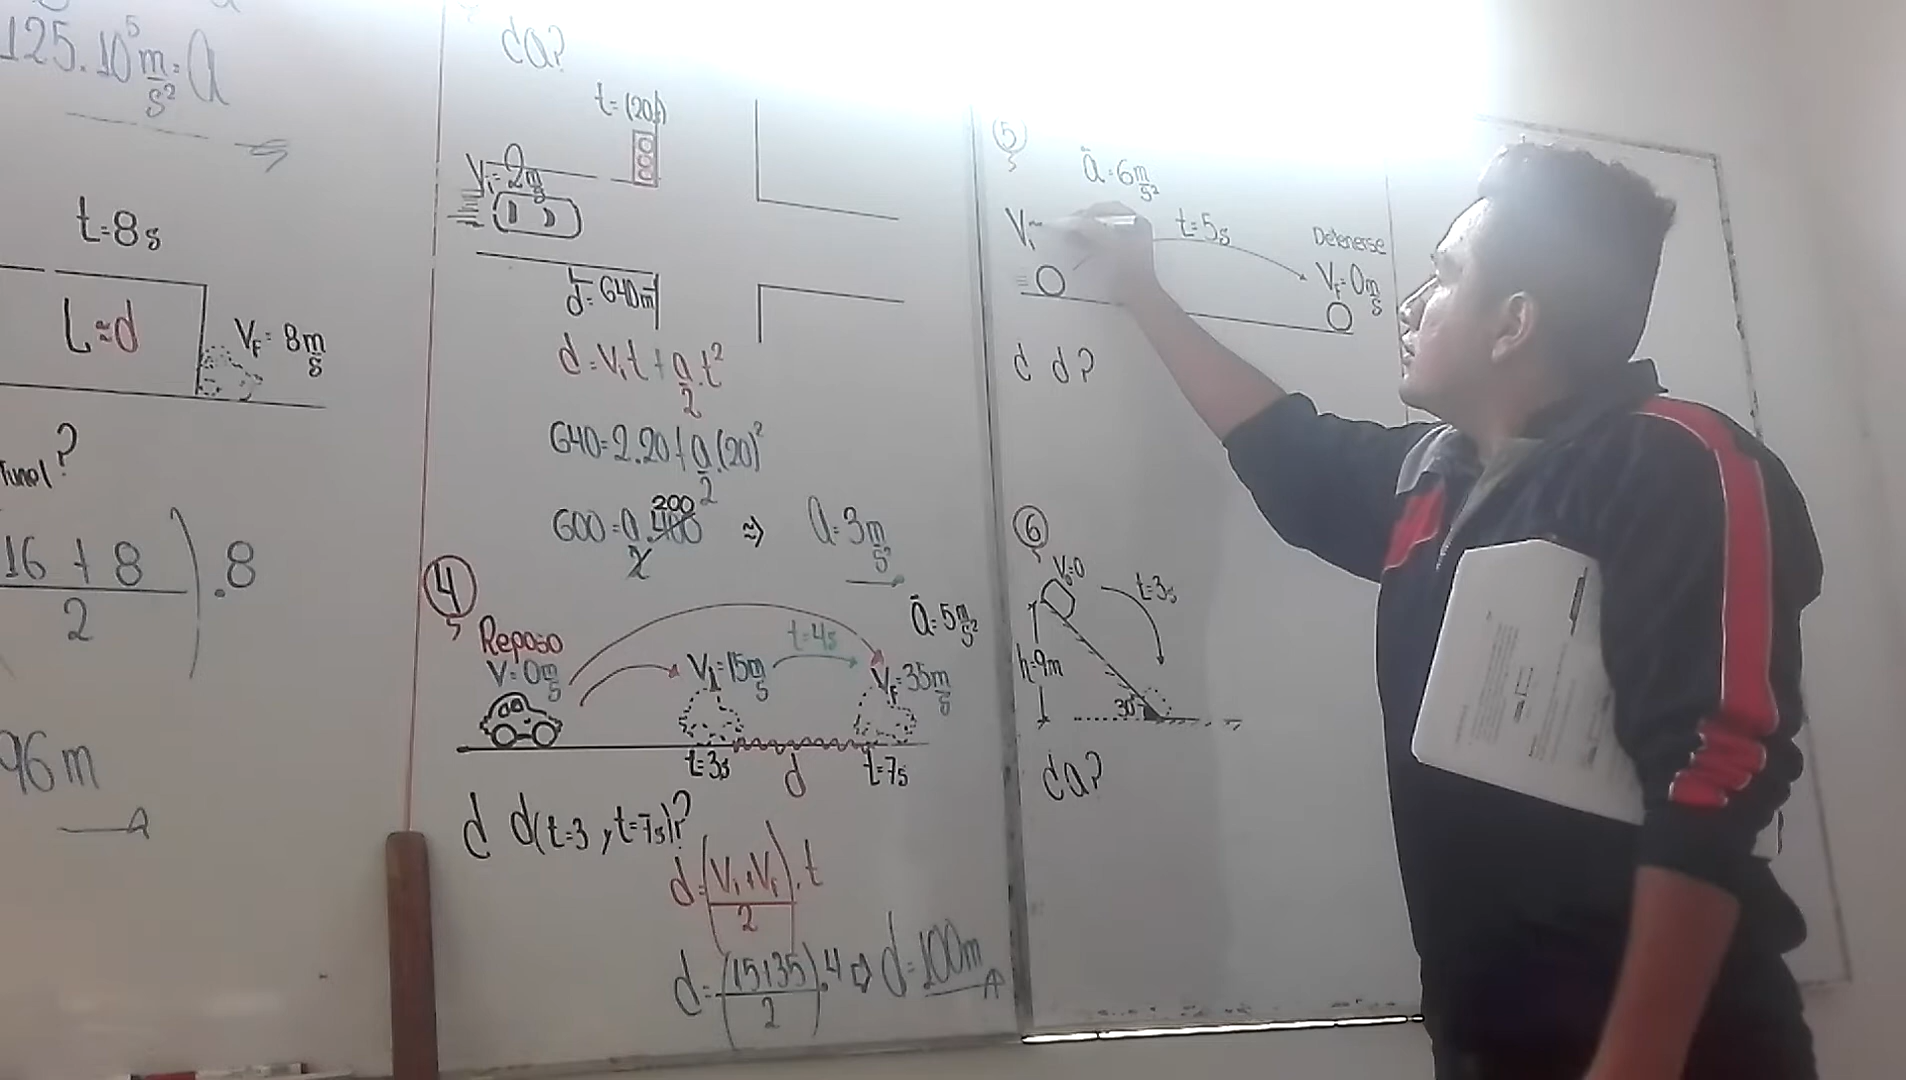 125.10⁵ m/s² = a
t=8s
L≈d
VF= 8m/s
Tunel?
16 + 8
2
).8
96m
d a?
t=(20s)
Vi=2m/s
d=640m
d=Vit+a/2.t²
640=2.20+a/2.(20)²
200
600=a.400/2 ⇒ a=3m/s²
4
Reposo
V=0m/s
V1=15m/s
t=4s
VF=35m/s
a=5m/s²
t=3s
d
t=7s
d d(t=3, t=7s)?
d=(Vi+VF/2).t
d=(15+35/2).4 ⇒ d=100m
5
a=6m/s²
Vi=
t=5s
Detenerse
VF=0m/s
d d?
6
V0=0
t=3s
h=9m
30°
d a?